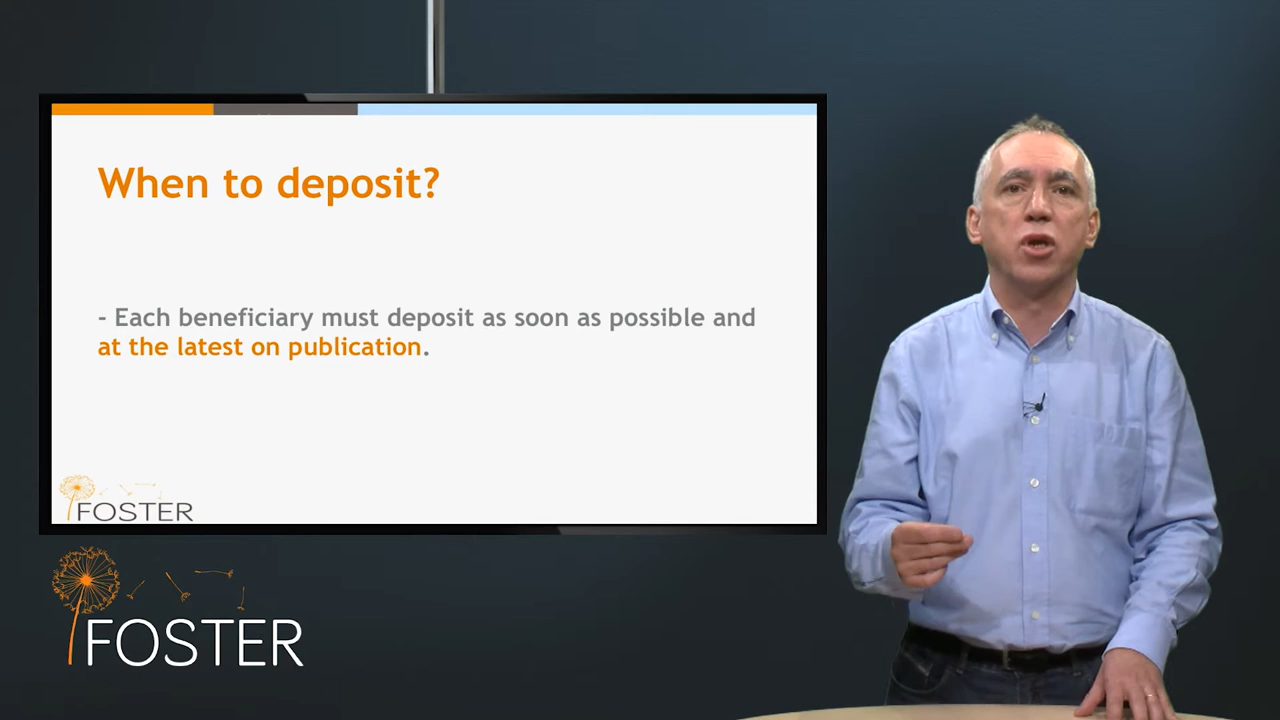 When to deposit?
- Each beneficiary must deposit as soon as possible and
at the latest on publication.
FOSTER
FOSTER